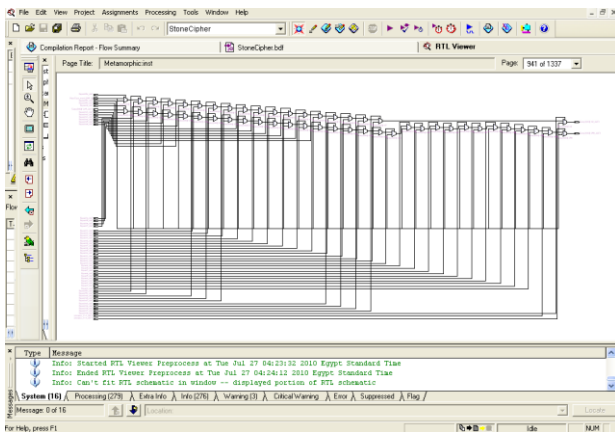 File Edit View Project Assignments Processing Tools Window Help
StoneCipher
Compilation Report - Flow Summary
StoneCipher.bdf
RTL Viewer
Page Title: Metamorphic:inst
Page: 941 of 1337
Type Message
Info: Started RTL Viewer Preprocess at Tue Jul 27 04:23:32 2010 Egypt Standard Time
Info: Ended RTL Viewer Preprocess at Tue Jul 27 04:24:12 2010 Egypt Standard Time
Info: Can't fit RTL schematic in window -- displayed portion of RTL schematic
System (16) Processing (279) Extra Info Info (276) Warning (3) Critical Warning Error Suppressed Flag
Messages
Message: 0 of 16
Location
Locate
For Help, press F1
Idle
NUM